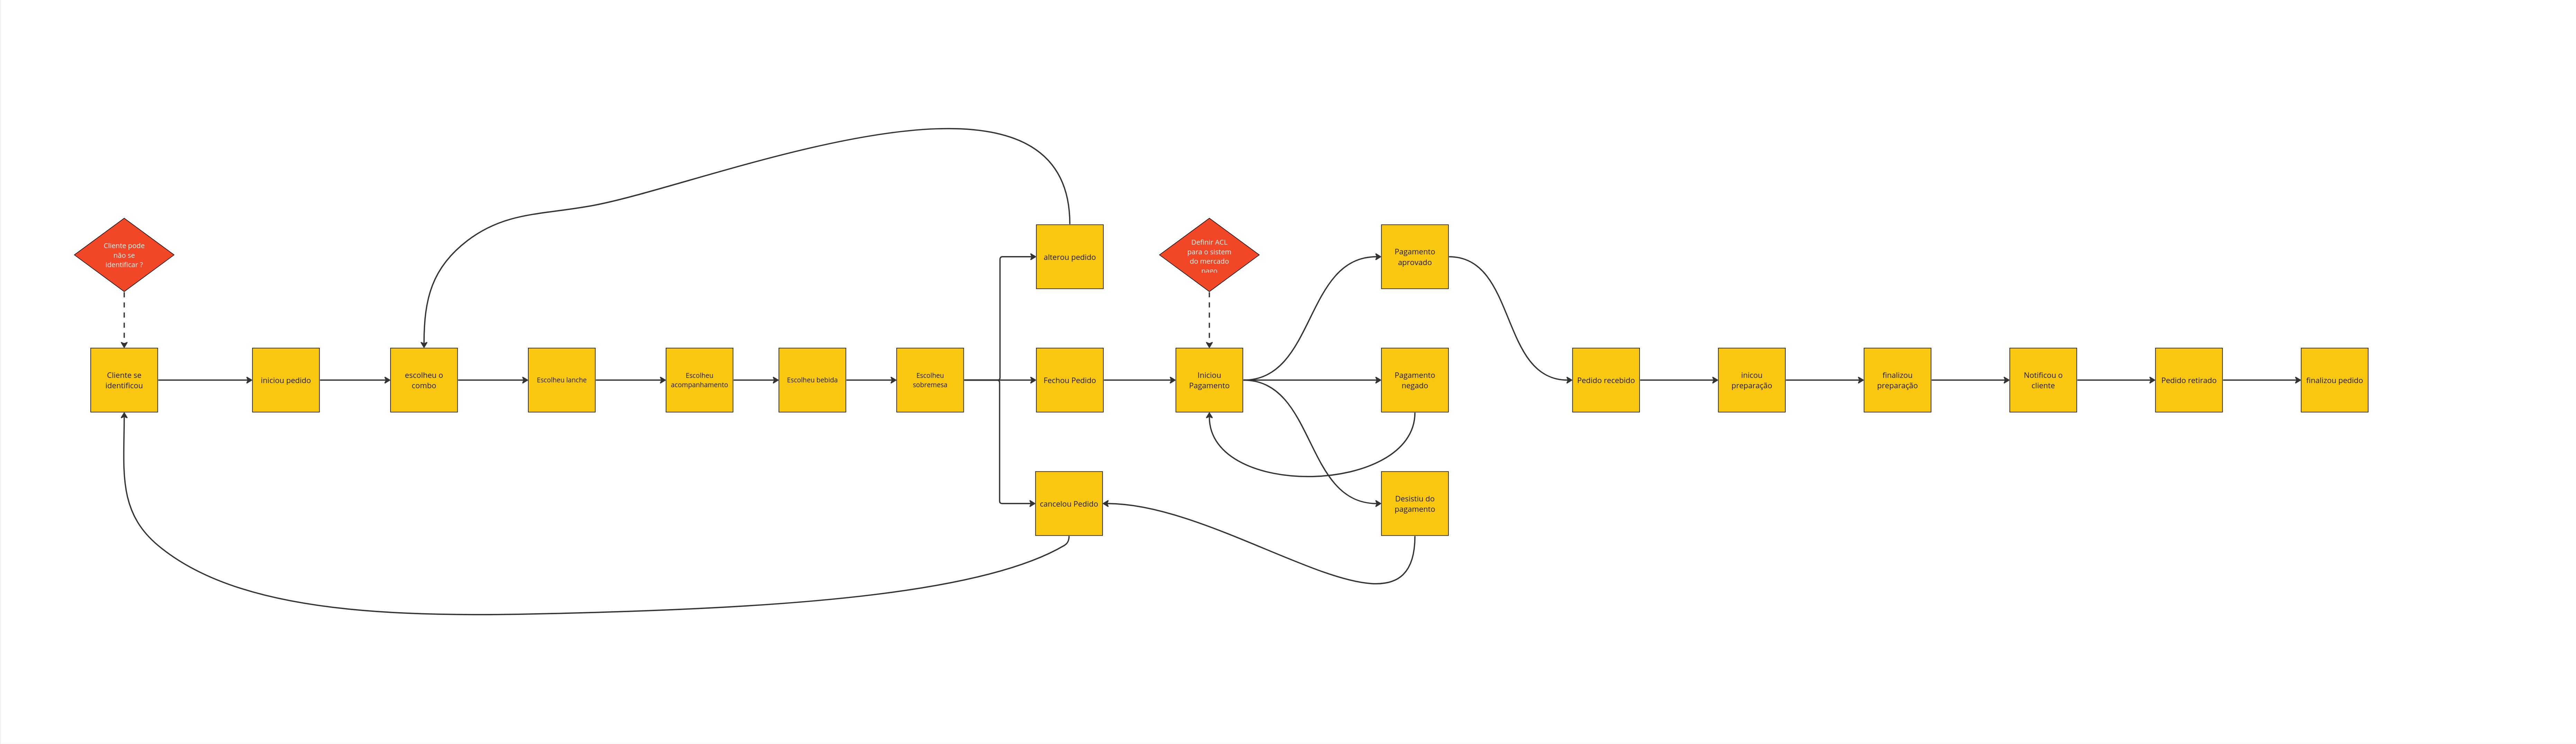 Cliente pode
não se
identificar ?
Definir ACL
para o sistem
do mercado
pago
alterou pedido
Pagamento
aprovado
Cliente se
identificou
iniciou pedido
escolheu o
combo
Escolheu lanche
Escolheu
acompanhamento
Escolheu bebida
Escolheu
sobremesa
Fechou Pedido
Iniciou
Pagamento
Pagamento
negado
Pedido recebido
inicou
preparação
finalizou
preparação
Notificou o
cliente
Pedido retirado
finalizou pedido
cancelou Pedido
Desistiu do
pagamento